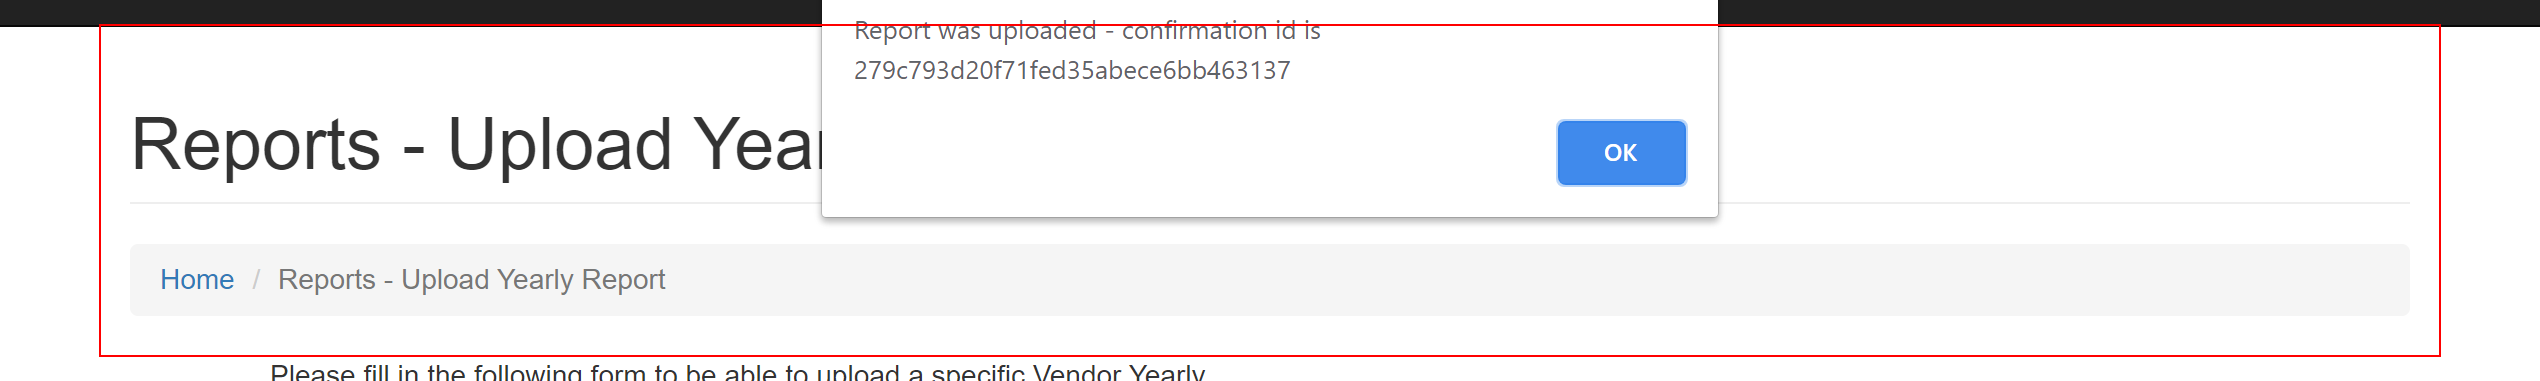 Report was uploaded - confirmation id is
279c793d20f71fed35abece6bb463137
OK
Reports - Upload Year
Home / Reports - Upload Yearly Report
Please fill in the following form to be able to upload a specific Vendor Yearly